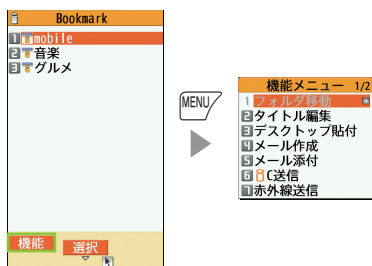 Bookmark
1 imobile
2 音楽
3 グルメ
機能 選択
MENU
機能メニュー 1/2
1 フォルダ移動
2 タイトル編集
3 デスクトップ貼付
4 メール作成
5 メール添付
6 iC送信
7 赤外線送信